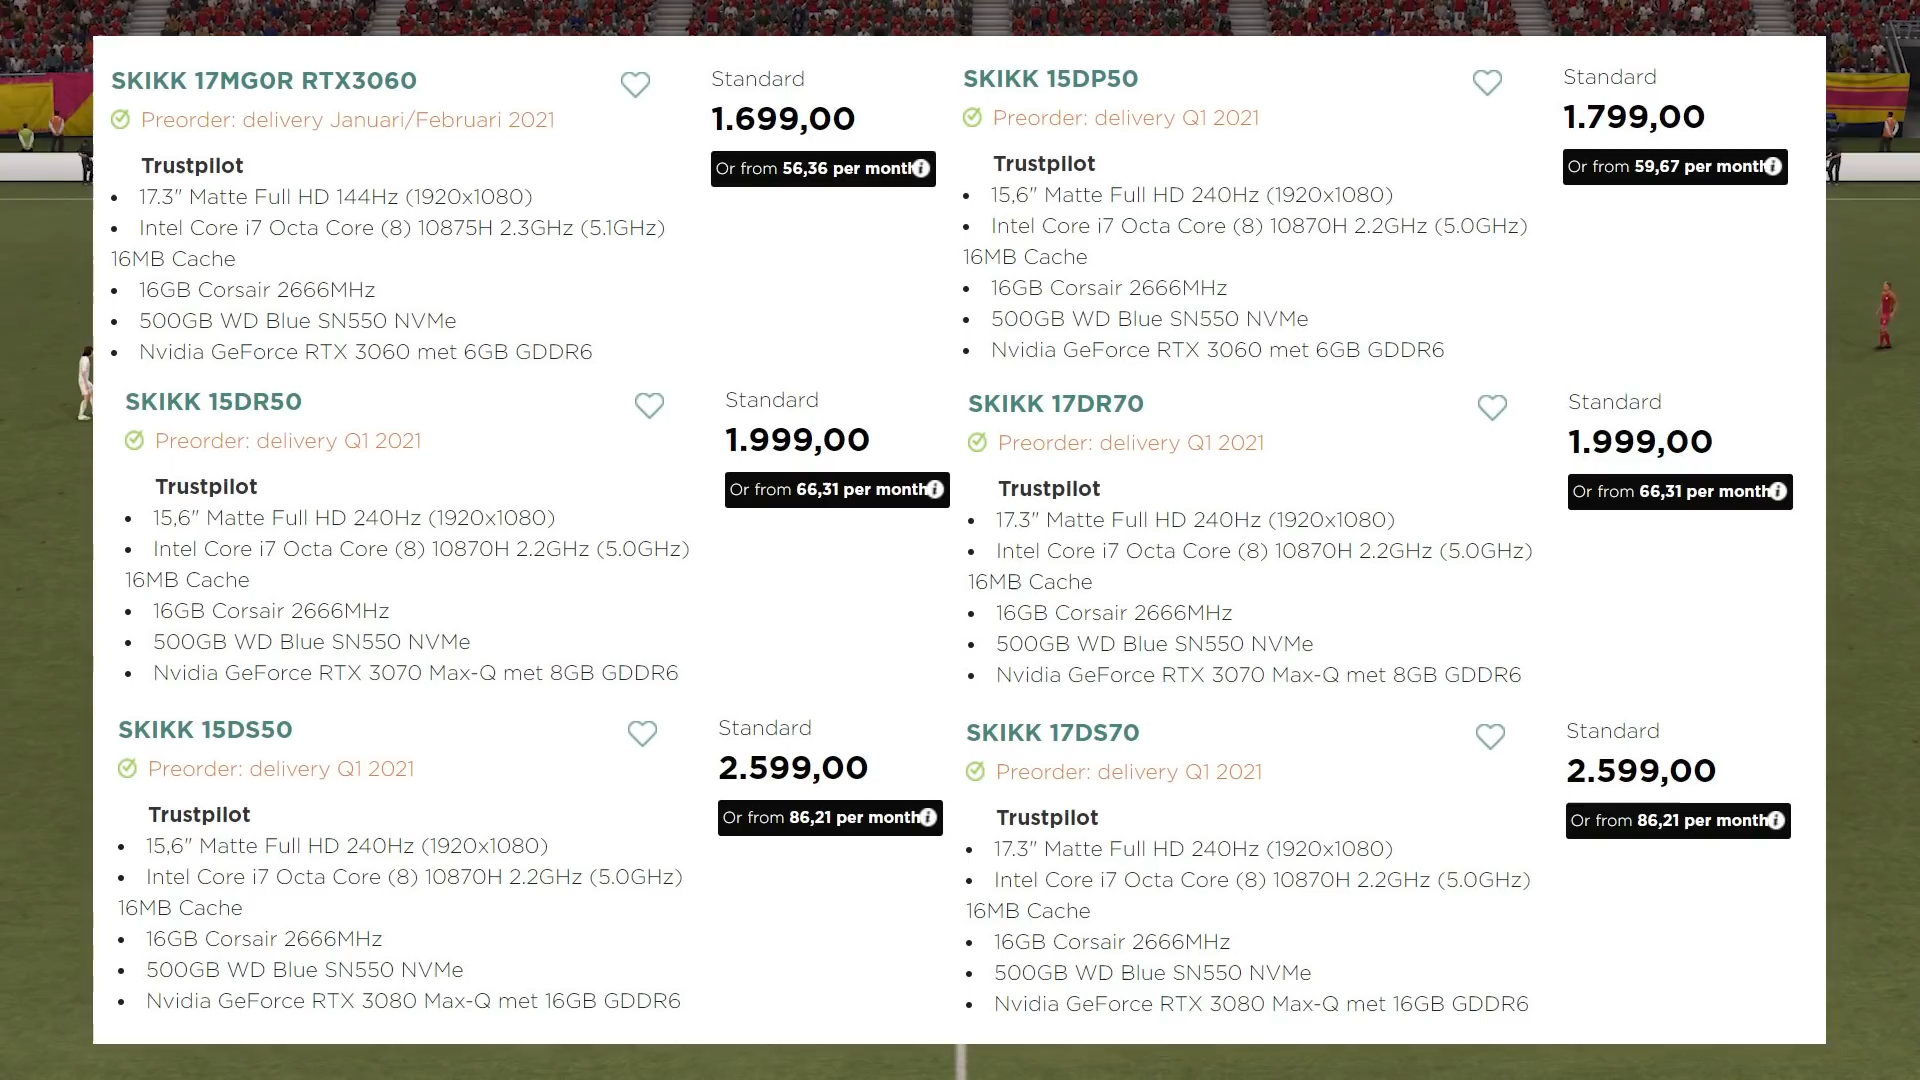 SKIKK 17MG0R RTX3060
Standard
Preorder: delivery Januari/Februari 2021
1.699,00
Trustpilot
Or from 56,36 per month
17.3" Matte Full HD 144Hz (1920x1080)
Intel Core i7 Octa Core (8) 10875H 2.3GHz (5.1GHz)
16MB Cache
16GB Corsair 2666MHz
500GB WD Blue SN550 NVMe
Nvidia GeForce RTX 3060 met 6GB GDDR6
SKIKK 15DP50
Standard
Preorder: delivery Q1 2021
1.799,00
Trustpilot
Or from 59,67 per month
15,6" Matte Full HD 240Hz (1920x1080)
Intel Core i7 Octa Core (8) 10870H 2.2GHz (5.0GHz)
16MB Cache
16GB Corsair 2666MHz
500GB WD Blue SN550 NVMe
Nvidia GeForce RTX 3060 met 6GB GDDR6
SKIKK 15DR50
Standard
Preorder: delivery Q1 2021
1.999,00
Trustpilot
Or from 66,31 per month
15,6" Matte Full HD 240Hz (1920x1080)
Intel Core i7 Octa Core (8) 10870H 2.2GHz (5.0GHz)
16MB Cache
16GB Corsair 2666MHz
500GB WD Blue SN550 NVMe
Nvidia GeForce RTX 3070 Max-Q met 8GB GDDR6
SKIKK 17DR70
Standard
Preorder: delivery Q1 2021
1.999,00
Trustpilot
Or from 66,31 per month
17.3" Matte Full HD 240Hz (1920x1080)
Intel Core i7 Octa Core (8) 10870H 2.2GHz (5.0GHz)
16MB Cache
16GB Corsair 2666MHz
500GB WD Blue SN550 NVMe
Nvidia GeForce RTX 3070 Max-Q met 8GB GDDR6
SKIKK 15DS50
Standard
Preorder: delivery Q1 2021
2.599,00
Trustpilot
Or from 86,21 per month
15,6" Matte Full HD 240Hz (1920x1080)
Intel Core i7 Octa Core (8) 10870H 2.2GHz (5.0GHz)
16MB Cache
16GB Corsair 2666MHz
500GB WD Blue SN550 NVMe
Nvidia GeForce RTX 3080 Max-Q met 16GB GDDR6
SKIKK 17DS70
Standard
Preorder: delivery Q1 2021
2.599,00
Trustpilot
Or from 86,21 per month
17.3" Matte Full HD 240Hz (1920x1080)
Intel Core i7 Octa Core (8) 10870H 2.2GHz (5.0GHz)
16MB Cache
16GB Corsair 2666MHz
500GB WD Blue SN550 NVMe
Nvidia GeForce RTX 3080 Max-Q met 16GB GDDR6